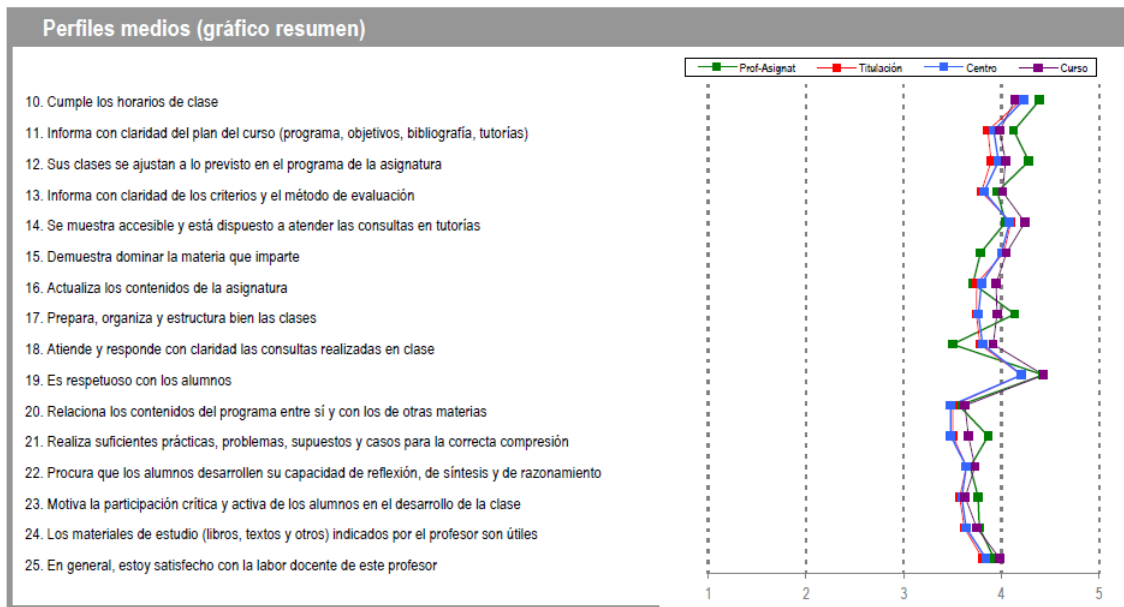 Perfiles medios (gráfico resumen)
Prof-Asignat Titulación Centro Curso
10. Cumple los horarios de clase
11. Informa con claridad del plan del curso (programa, objetivos, bibliografía, tutorías)
12. Sus clases se ajustan a lo previsto en el programa de la asignatura
13. Informa con claridad de los criterios y el método de evaluación
14. Se muestra accesible y está dispuesto a atender las consultas en tutorías
15. Demuestra dominar la materia que imparte
16. Actualiza los contenidos de la asignatura
17. Prepara, organiza y estructura bien las clases
18. Atiende y responde con claridad las consultas realizadas en clase
19. Es respetuoso con los alumnos
20. Relaciona los contenidos del programa entre sí y con los de otras materias
21. Realiza suficientes prácticas, problemas, supuestos y casos para la correcta compresión
22. Procura que los alumnos desarrollen su capacidad de reflexión, de síntesis y de razonamiento
23. Motiva la participación crítica y activa de los alumnos en el desarrollo de la clase
24. Los materiales de estudio (libros, textos y otros) indicados por el profesor son útiles
25. En general, estoy satisfecho con la labor docente de este profesor
1 2 3 4 5